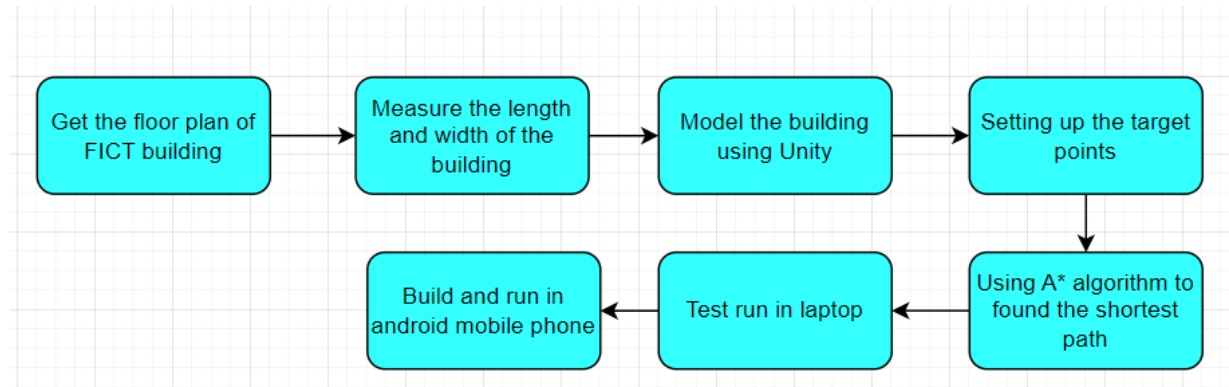 Get the floor plan of
FICT building
Measure the length
and width of the
building
Model the building
using Unity
Setting up the target
points
Using A* algorithm to
found the shortest
path
Test run in laptop
Build and run in
android mobile phone